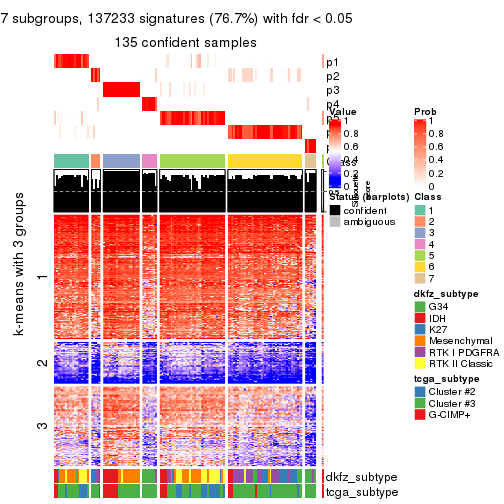 7 subgroups, 137233 signatures (76.7%) with fdr < 0.05
135 confident samples
p1
p2
p3
p4
Value
1
0.8
0.6
0.4
0.2
0
Prob
1
0.8
0.6
0.4
0.2
0
Status (barplots)
confident
ambiguous
Class
1
2
3
4
5
6
7
dkfz_subtype
G34
IDH
K27
Mesenchymal
RTK I PDGFRA
RTK II Classic
tcga_subtype
Cluster #2
Cluster #3
G-CIMP+
k-means with 3 groups
1
2
3
dkfz_subtype
tcga_subtype